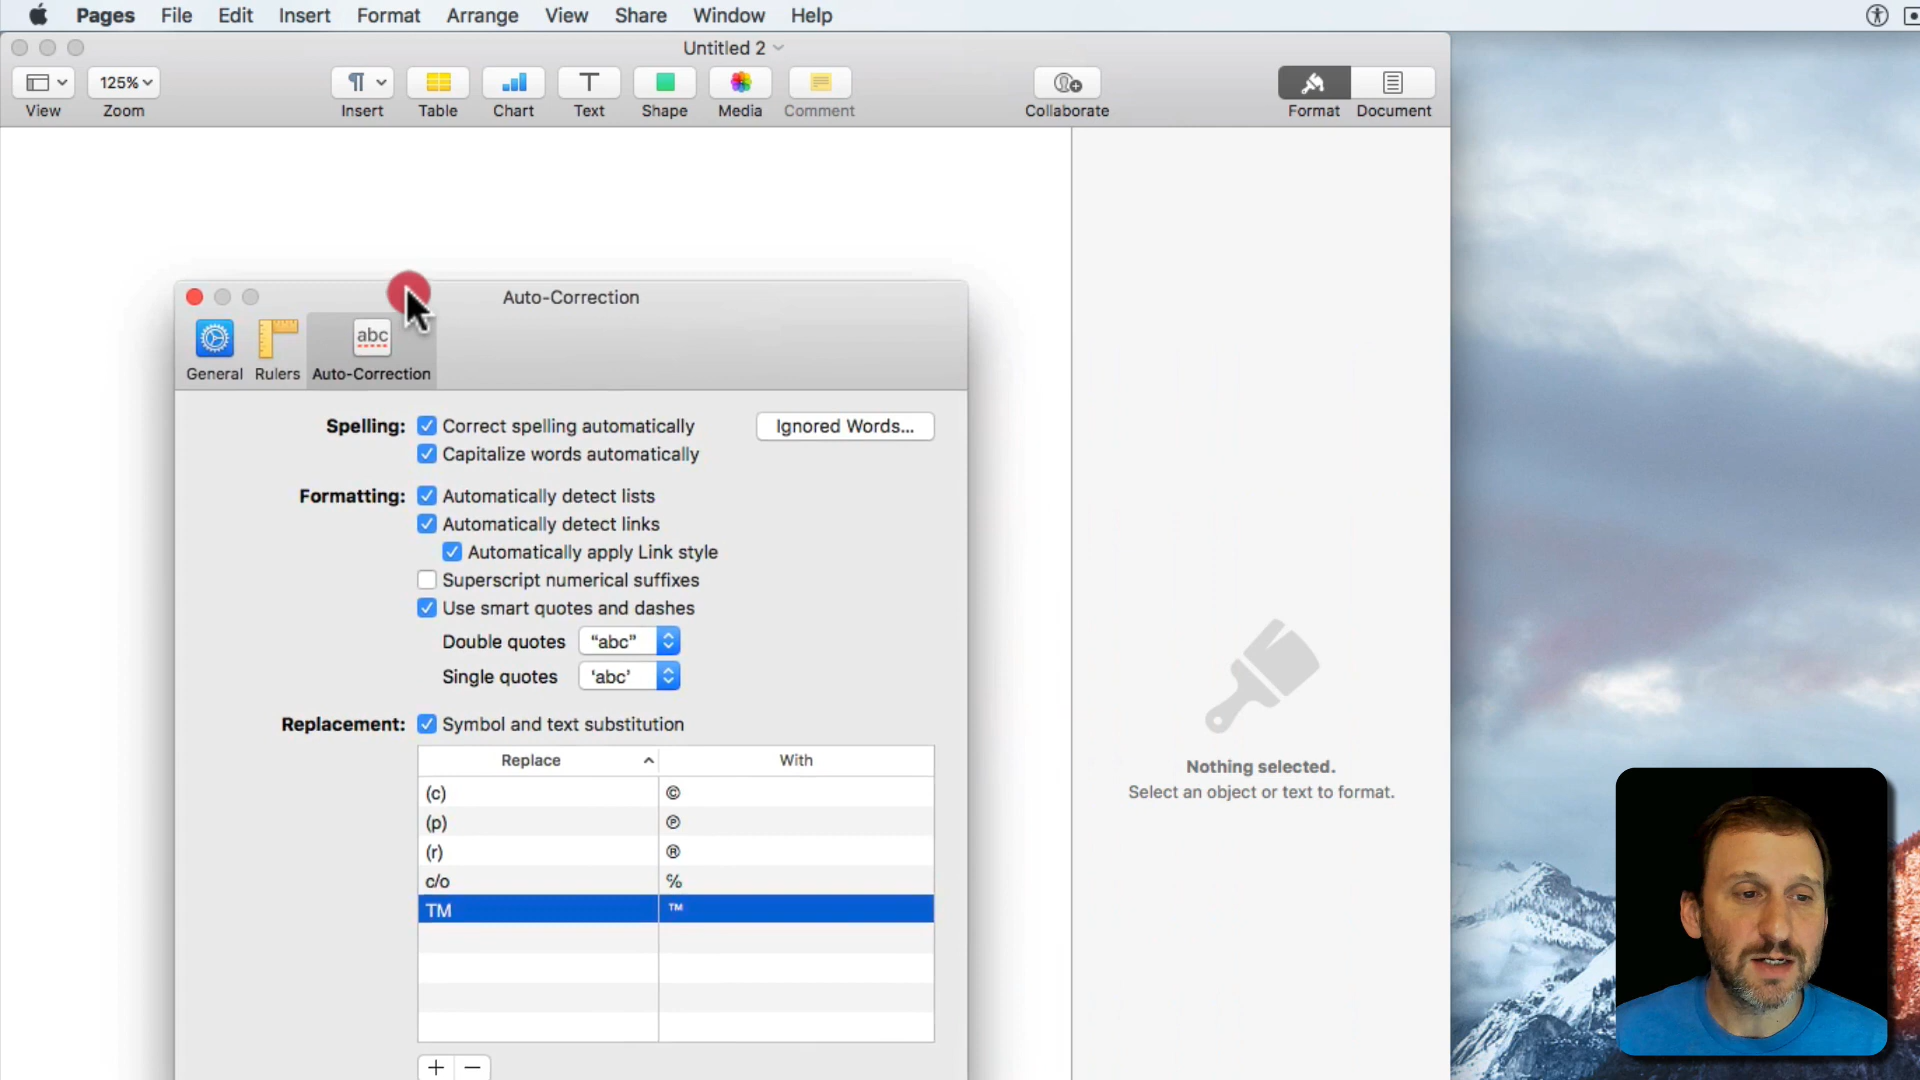 Pages File Edit Insert Format Arrange View Share Window Help
Untitled 2
125%
View Zoom Insert Table Chart Text Shape Media Comment Collaborate Format Document
Auto-Correction
abc
General Rulers Auto-Correction
Spelling: Correct spelling automatically Ignored Words...
Capitalize words automatically
Formatting: Automatically detect lists
Automatically detect links
Automatically apply Link style
Superscript numerical suffixes
Use smart quotes and dashes
Double quotes “abc”
Single quotes ‘abc’
Replacement: Symbol and text substitution
Replace With
(c) ©
(p) ℗
(r) ®
c/o ℅
TM ™
Nothing selected.
Select an object or text to format.